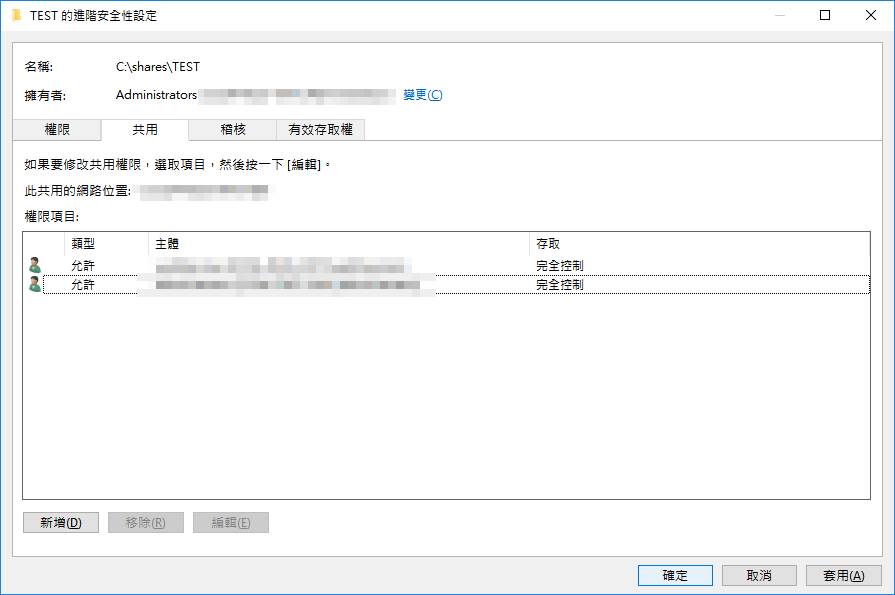 TEST 的進階安全性設定
名稱: C:\shares\TEST
擁有者: Administrators 變更(C)
權限 共用 稽核 有效存取權
如果要修改共用權限，選取項目，然後按一下 [編輯]。
此共用的網路位置:
權限項目:
類型 主體 存取
允許 完全控制
允許 完全控制
新增(D) 移除(R) 編輯(E)
確定 取消 套用(A)